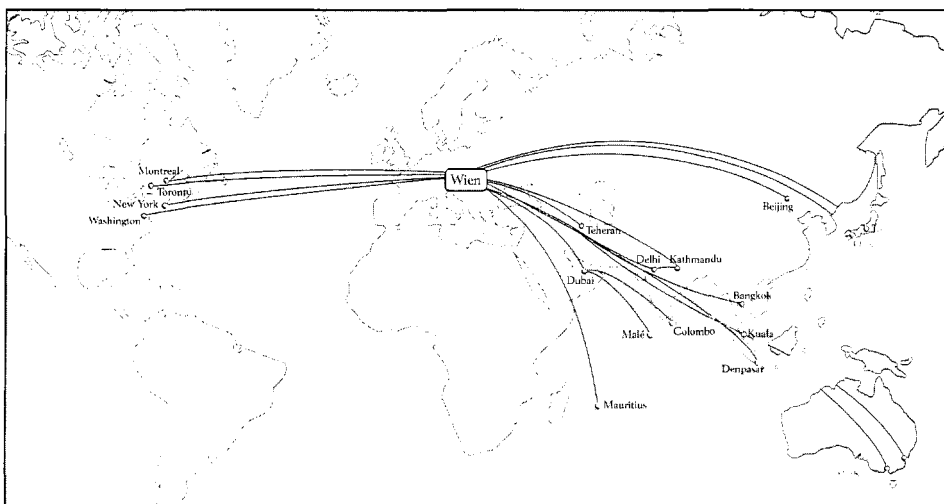 Montreal
Toronto
New York
Washington
Wien
Beijing
Teheran
Delhi
Kathmandu
Dubai
Bangkok
Malé
Colombo
Kuala
Denpasar
Mauritius